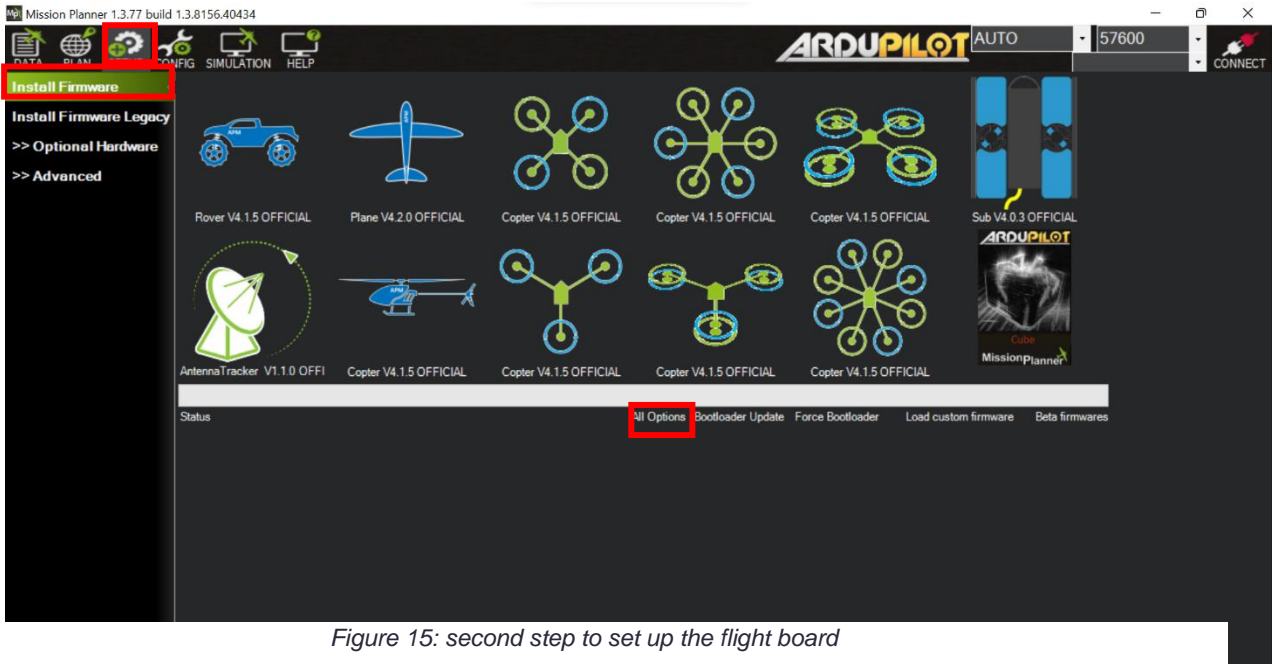 Mission Planner 1.3.77 build 1.3.8156.40434
DATA PLAN SETUP CONFIG SIMULATION HELP
ARDUPILOT AUTO 57600 CONNECT
Install Firmware
Install Firmware Legacy
>> Optional Hardware
>> Advanced
APM APM
Rover V4.1.5 OFFICIAL Plane V4.2.0 OFFICIAL Copter V4.1.5 OFFICIAL Copter V4.1.5 OFFICIAL Copter V4.1.5 OFFICIAL Sub V4.0.3 OFFICIAL
ARDUPILOT
APM
Cube
MissionPlanner
AntennaTracker V1.1.0 OFFI Copter V4.1.5 OFFICIAL Copter V4.1.5 OFFICIAL Copter V4.1.5 OFFICIAL Copter V4.1.5 OFFICIAL
Status All Options Bootloader Update Force Bootloader Load custom firmware Beta firmwares
Figure 15: second step to set up the flight board